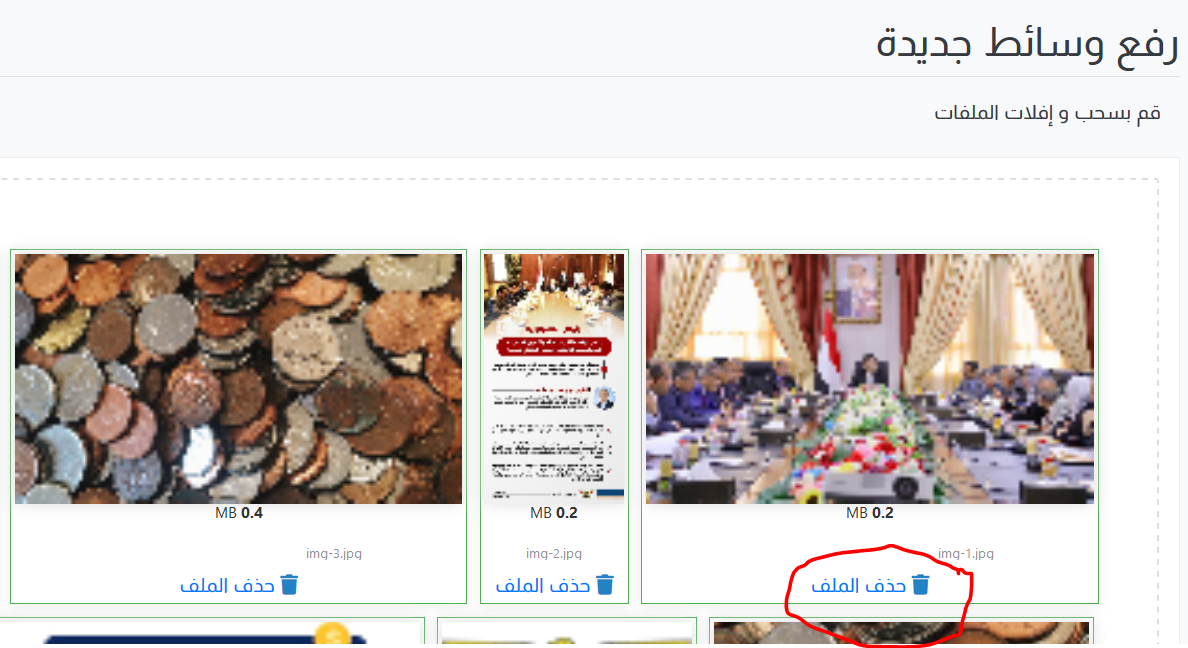 رفع وسائط جديدة
قم بسحب و إفلات الملفات
0.2 MB
img-1.jpg
حذف الملف
0.2 MB
img-2.jpg
حذف الملف
0.4 MB
img-3.jpg
حذف الملف
$